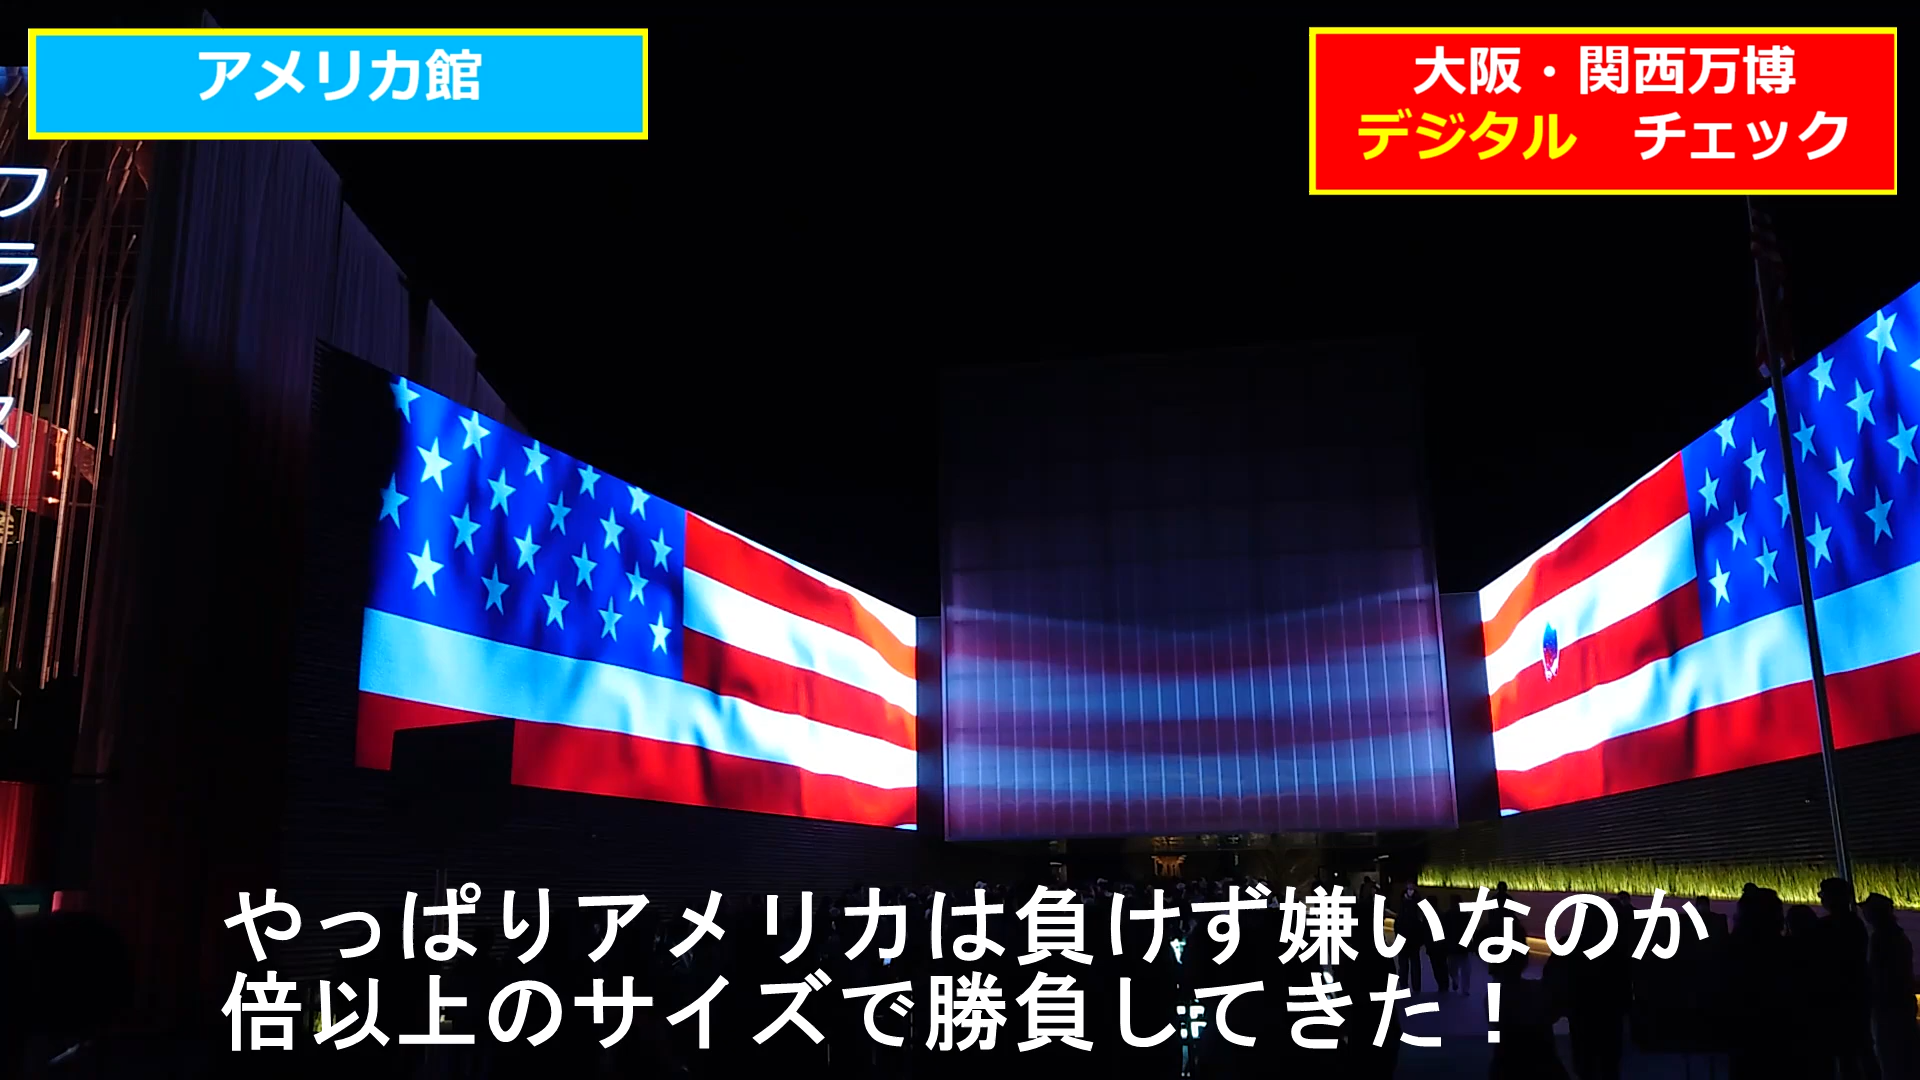 アメリカ館
大阪・関西万博
デジタル　チェック
フランス
やっぱりアメリカは負けず嫌いなのか
倍以上のサイズで勝負してきた！